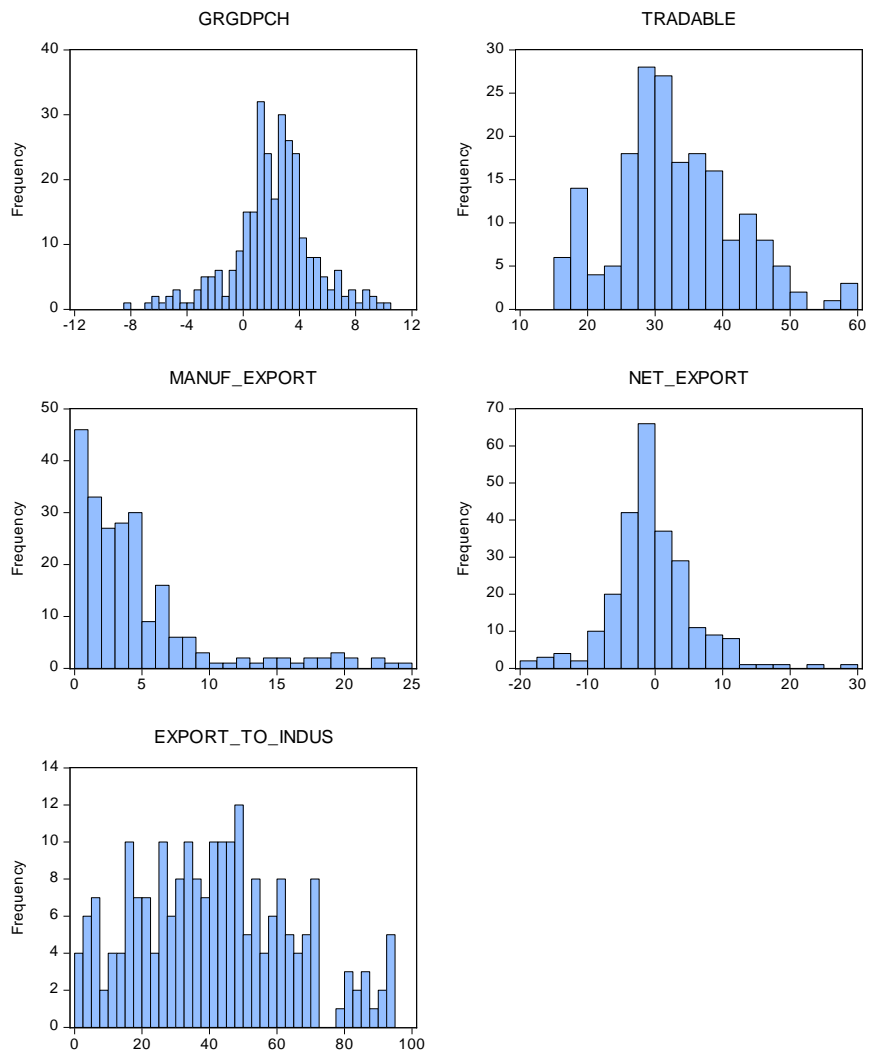 GRGDPCH
40
30
20
10
0
Frequency
-12 -8 -4 0 4 8 12
TRADABLE
30
25
20
15
10
5
0
Frequency
10 20 30 40 50 60
MANUF_EXPORT
50
40
30
20
10
0
Frequency
0 5 10 15 20 25
NET_EXPORT
70
60
50
40
30
20
10
0
Frequency
-20 -10 0 10 20 30
EXPORT_TO_INDUS
14
12
10
8
6
4
2
0
Frequency
0 20 40 60 80 100